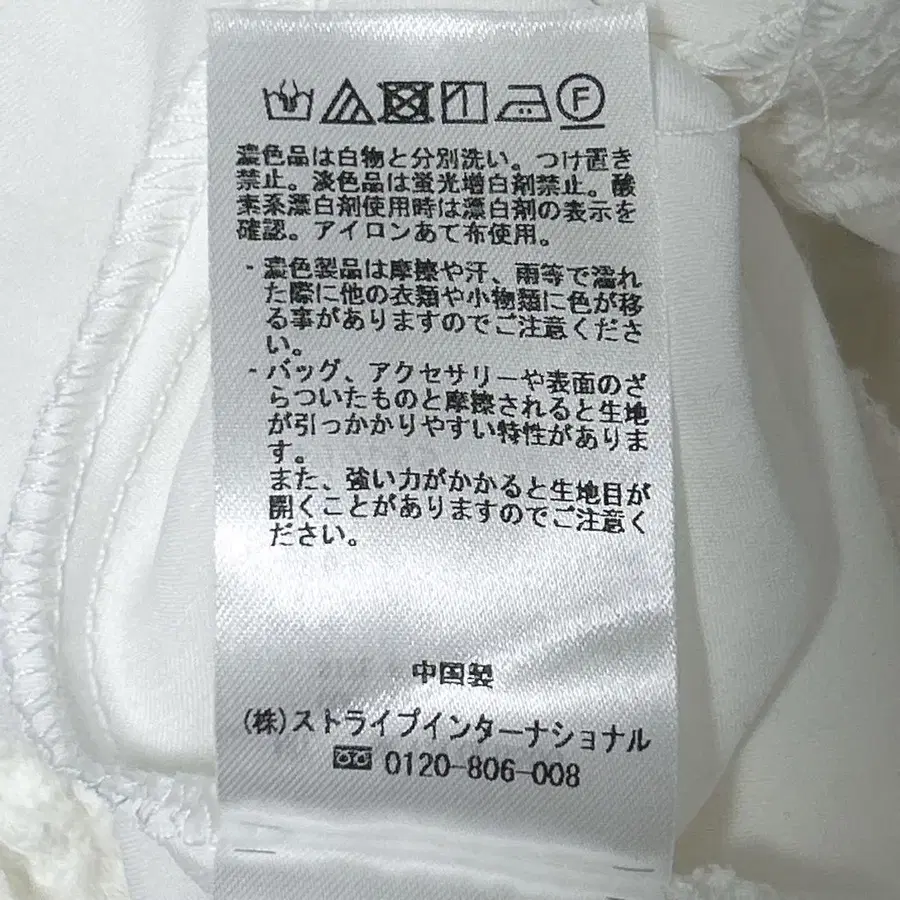 F
濃色品は白物と分別洗い。つけ置き
禁止。淡色品は蛍光増白剤禁止。酸
素系漂白剤使用時は漂白剤の表示を
確認。アイロンあて布使用。
- 濃色製品は摩擦や汗、雨等で濡れ
た際に他の衣類や小物類に色が移
る事がありますのでご注意くださ
い。
- バッグ、アクセサリーや表面のざ
らついたものと摩擦されると生地
が引っかかりやすい特性がありま
す。
また、強い力がかかると生地目が
開くことがありますのでご注意く
ださい。
中国製
(株)ストライプインターナショナル
0120-806-008